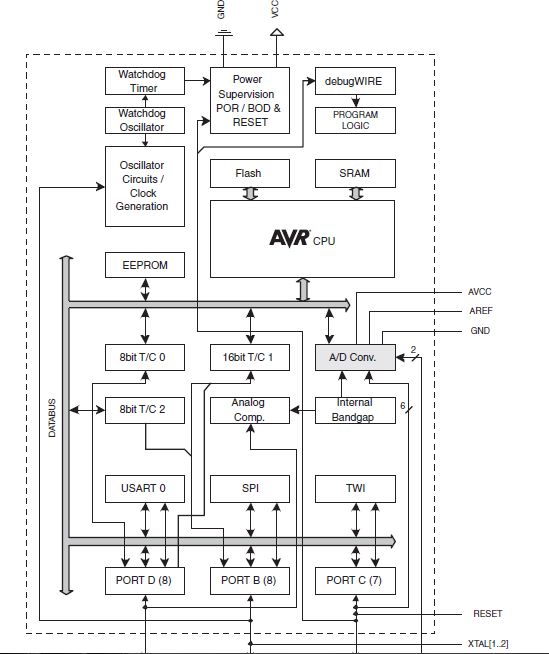 GND
VCC
Watchdog
Timer
Power
Supervision
POR / BOD &
RESET
debugWIRE
Watchdog
Oscillator
PROGRAM
LOGIC
Oscillator
Circuits /
Clock
Generation
Flash
SRAM
AVR CPU
EEPROM
AVCC
AREF
GND
8bit T/C 0
16bit T/C 1
A/D Conv.
2
DATABUS
8bit T/C 2
Analog
Comp.
Internal
Bandgap
6
USART 0
SPI
TWI
PORT D (8)
PORT B (8)
PORT C (7)
RESET
XTAL[1..2]